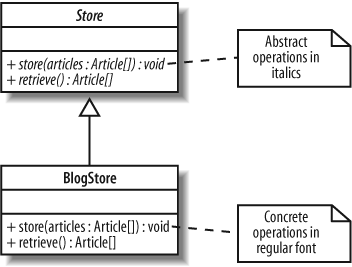 Store
+ store(articles : Article[]) : void
+ retrieve() : Article[]
Abstract
operations in
italics
BlogStore
+ store(articles : Article[]) : void
+ retrieve() : Article[]
Concrete
operations in
regular font